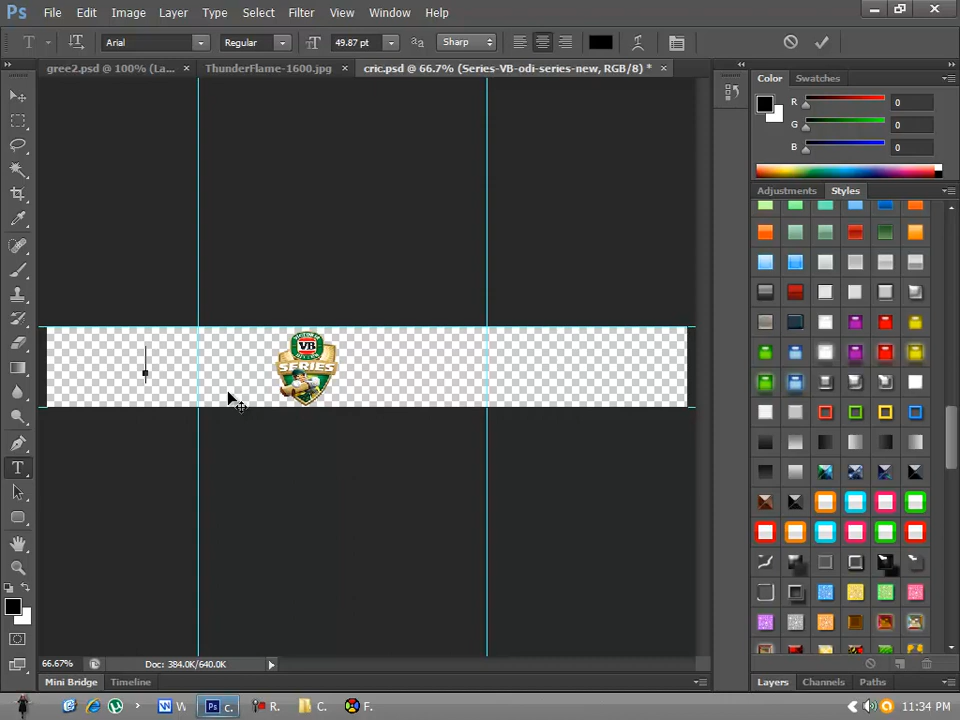 Ps File Edit Image Layer Type Select Filter View Window Help
T Arial Regular 49.87 pt Sharp
gree2.psd @ 100% (La... × ThunderFlame-1600.jpg × cric.psd @ 66.7% (Series-VB-odi-series-new, RGB/8) * ×
Color Swatches
R 0
G 0
B 0
Adjustments Styles
VB
SERIES
66.67% Doc: 384.0K/640.0K
Mini Bridge Timeline
Layers Channels Paths
W Ps c. R. C. F. 11:34 PM